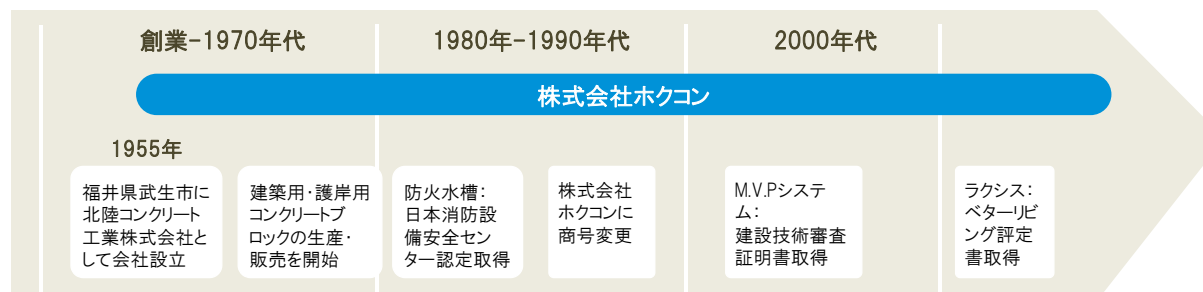 創業-1970年代
1980年-1990年代
2000年代
株式会社ホクコン
1955年
福井県武生市に
北陸コンクリート
工業株式会社と
して会社設立
建築用・護岸用
コンクリートブ
ロックの生産・
販売を開始
防火水槽：
日本消防設
備安全セン
ター認定取得
株式会社
ホクコンに
商号変更
M.V.Pシステ
ム：
建設技術審査
証明書取得
ラクシス：
ベターリビ
ング評定
書取得